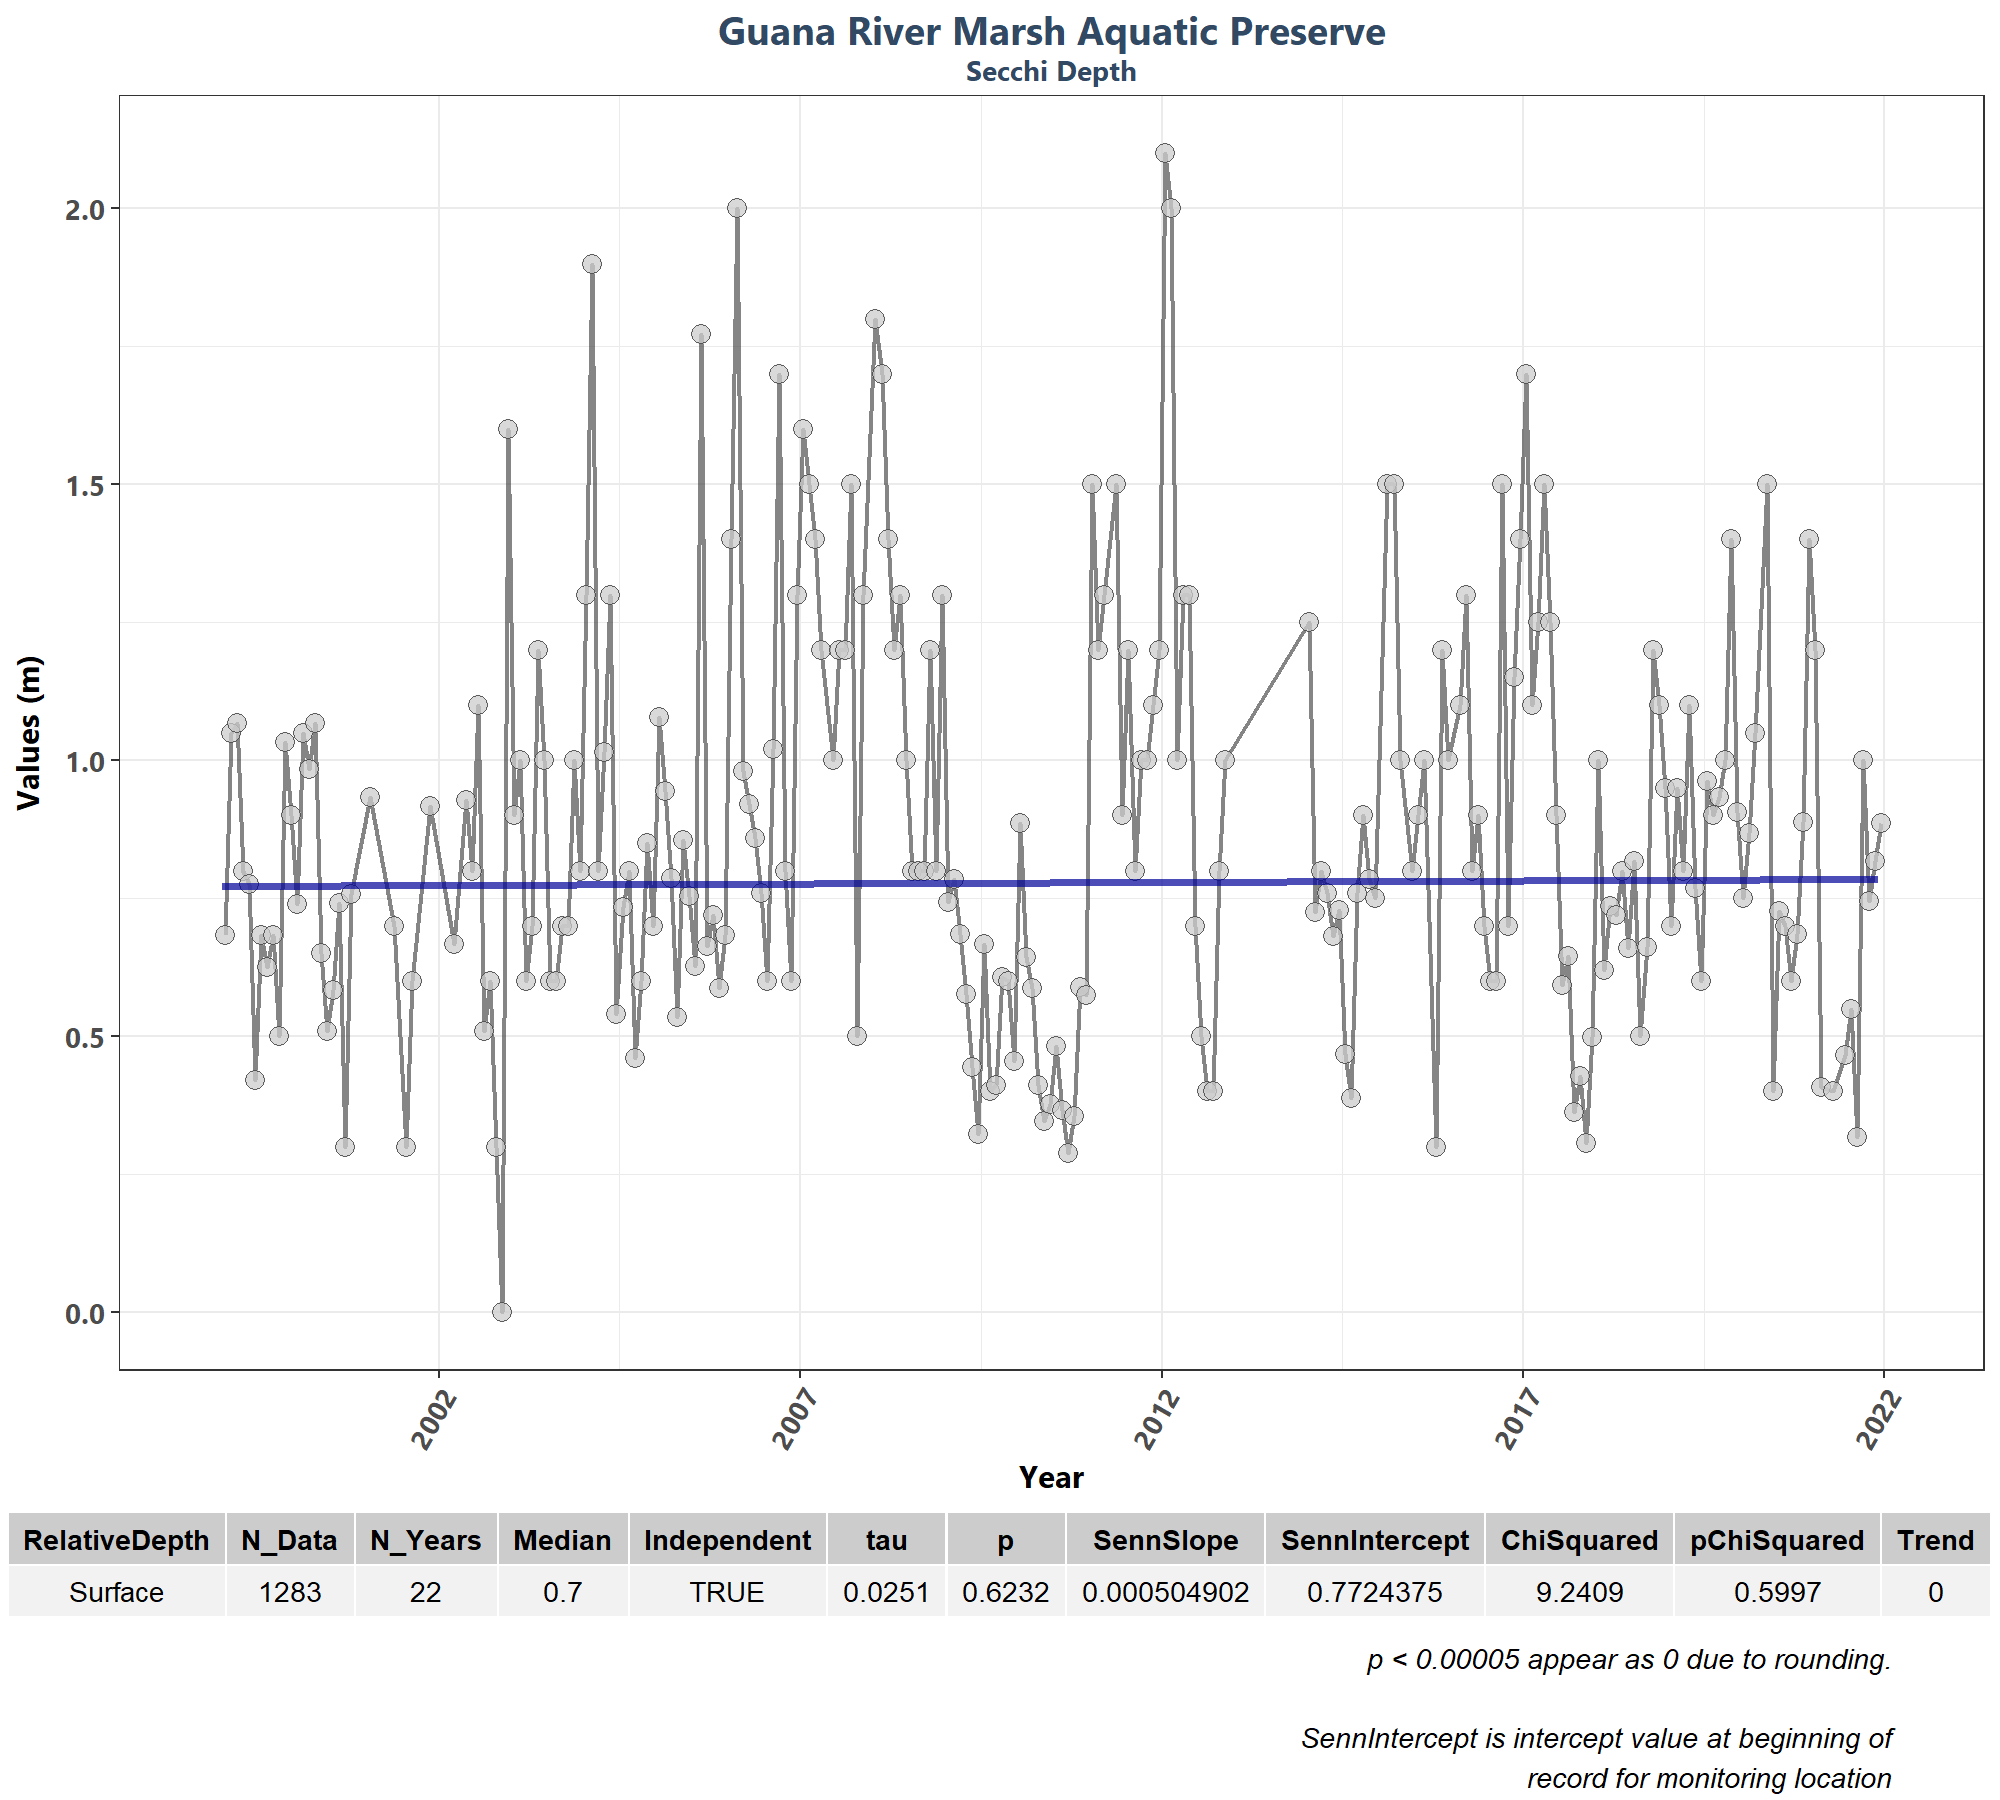 Guana River Marsh Aquatic Preserve
Secchi Depth
2.0
1.5
1.0
0.5
0.0
Values (m)
2002 2007 2012 2017 2022
Year
RelativeDepth N_Data N_Years Median Independent tau p SennSlope SennIntercept ChiSquared pChiSquared Trend
Surface 1283 22 0.7 TRUE 0.0251 0.6232 0.000504902 0.7724375 9.2409 0.5997 0
p < 0.00005 appear as 0 due to rounding.
SennIntercept is intercept value at beginning of
record for monitoring location